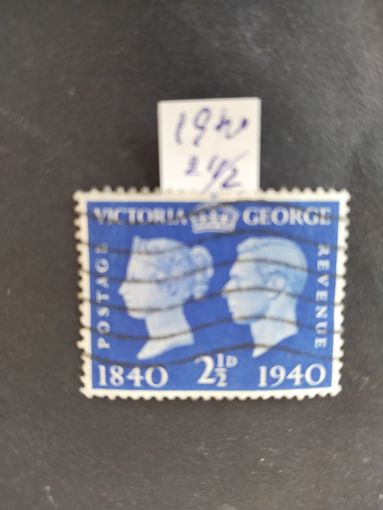 1940
2 1/2
VICTORIA GEORGE
POSTAGE
REVENUE
1840 2½D 1940